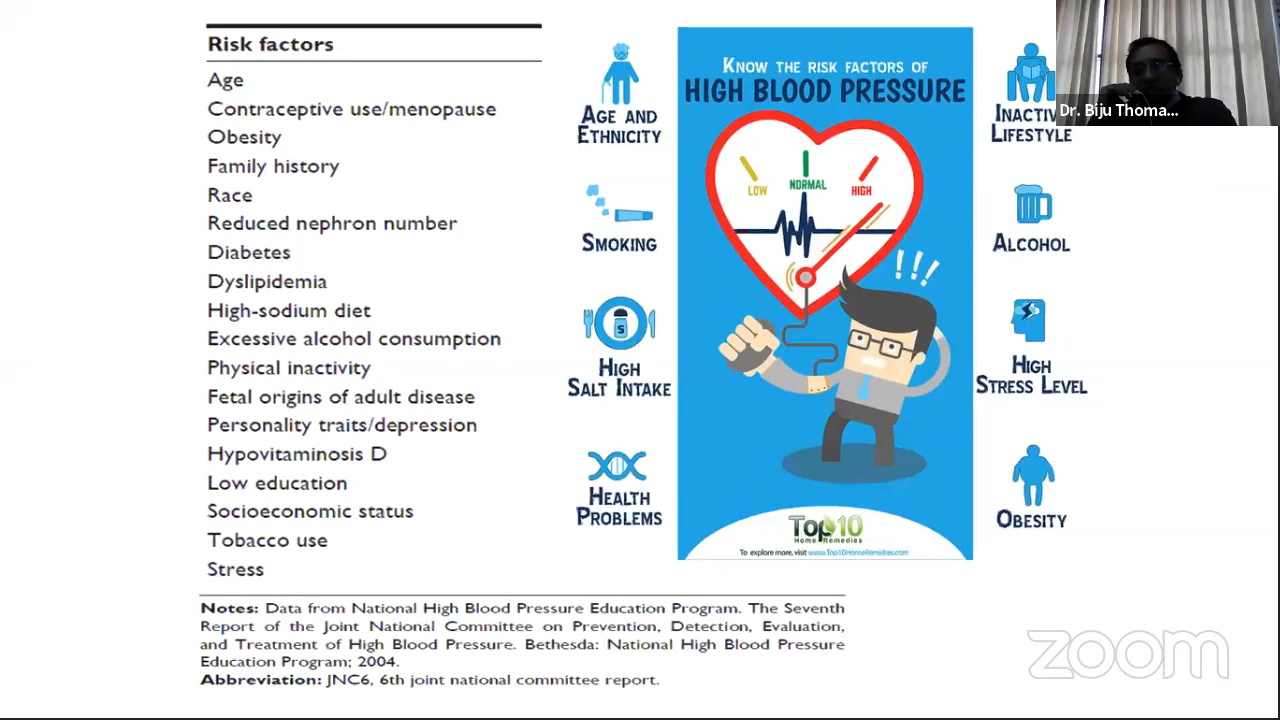 Risk factors
Age
Contraceptive use/menopause
Obesity
Family history
Race
Reduced nephron number
Diabetes
Dyslipidemia
High-sodium diet
Excessive alcohol consumption
Physical inactivity
Fetal origins of adult disease
Personality traits/depression
Hypovitaminosis D
Low education
Socioeconomic status
Tobacco use
Stress
Notes: Data from National High Blood Pressure Education Program. The Seventh
Report of the Joint National Committee on Prevention, Detection, Evaluation,
and Treatment of High Blood Pressure. Bethesda: National High Blood Pressure
Education Program; 2004.
Abbreviation: JNC6, 6th joint national committee report.
AGE AND
ETHNICITY
SMOKING
S
HIGH
SALT INTAKE
HEALTH
PROBLEMS
KNOW THE RISK FACTORS OF
HIGH BLOOD PRESSURE
LOW
NORMAL
HIGH
!!!
Top10
Home Remedies
To explore more, visit www.Top10HomeRemedies.com
INACTIV
LIFESTYLE
ALCOHOL
HIGH
STRESS LEVEL
OBESITY
Dr. Biju Thoma...
zoom